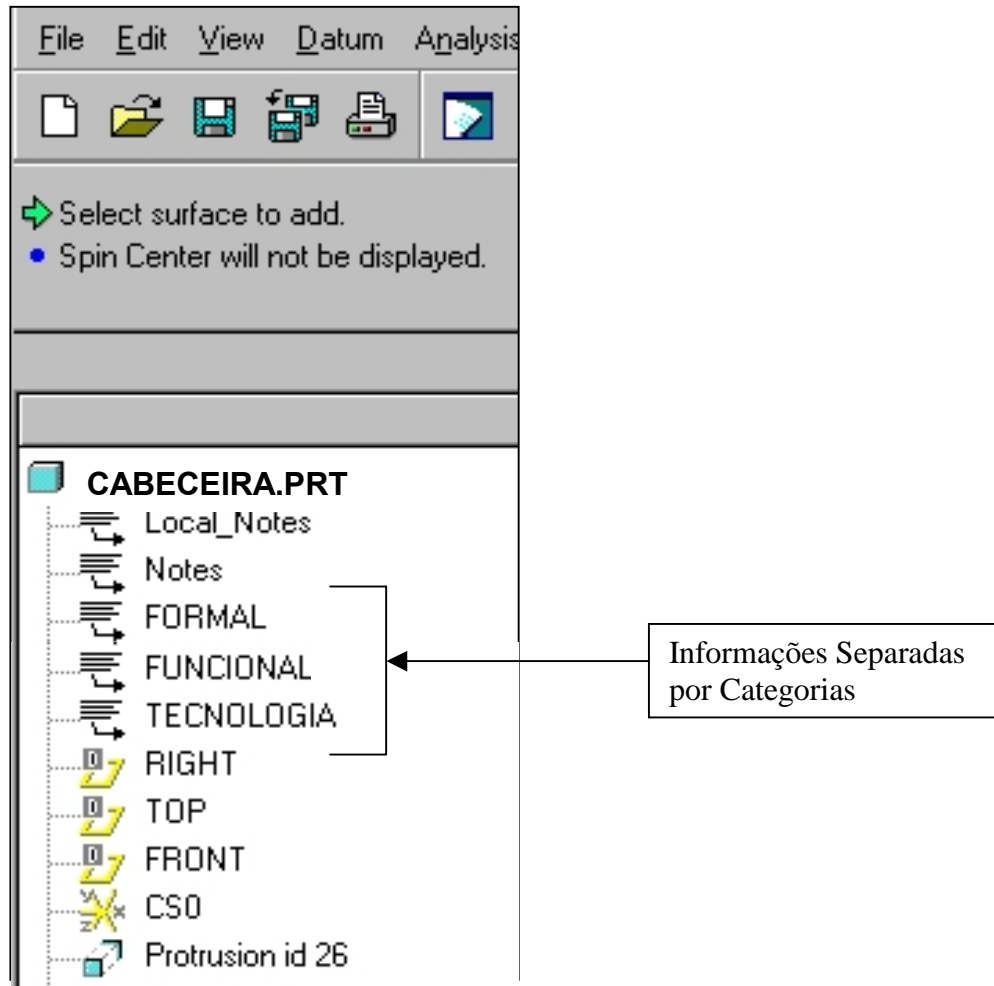 File Edit View Datum Analysis
Select surface to add.
Spin Center will not be displayed.
CABECEIRA.PRT
Local_Notes
Notes
FORMAL
FUNCIONAL
TECNOLOGIA
RIGHT
TOP
FRONT
CS0
Protrusion id 26
Informações Separadas
por Categorias